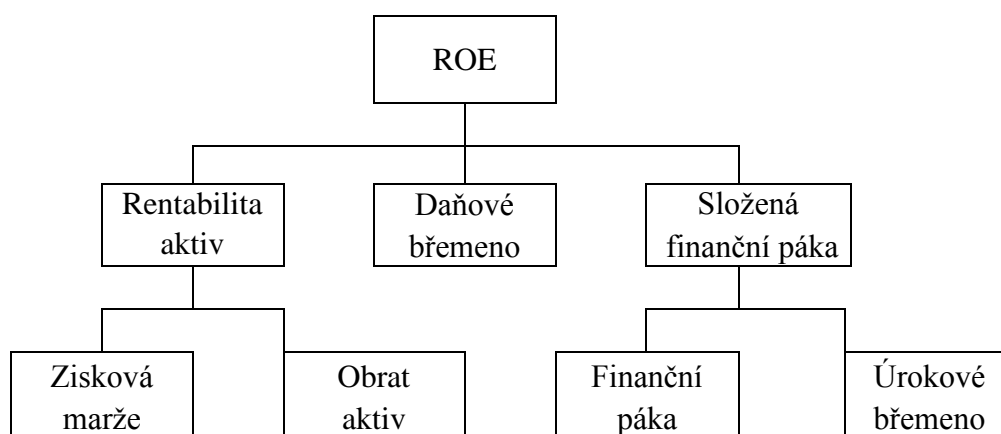 ROE
Rentabilita
aktiv
Daňové
břemeno
Složená
finanční páka
Zisková
marže
Obrat
aktiv
Finanční
páka
Úrokové
břemeno